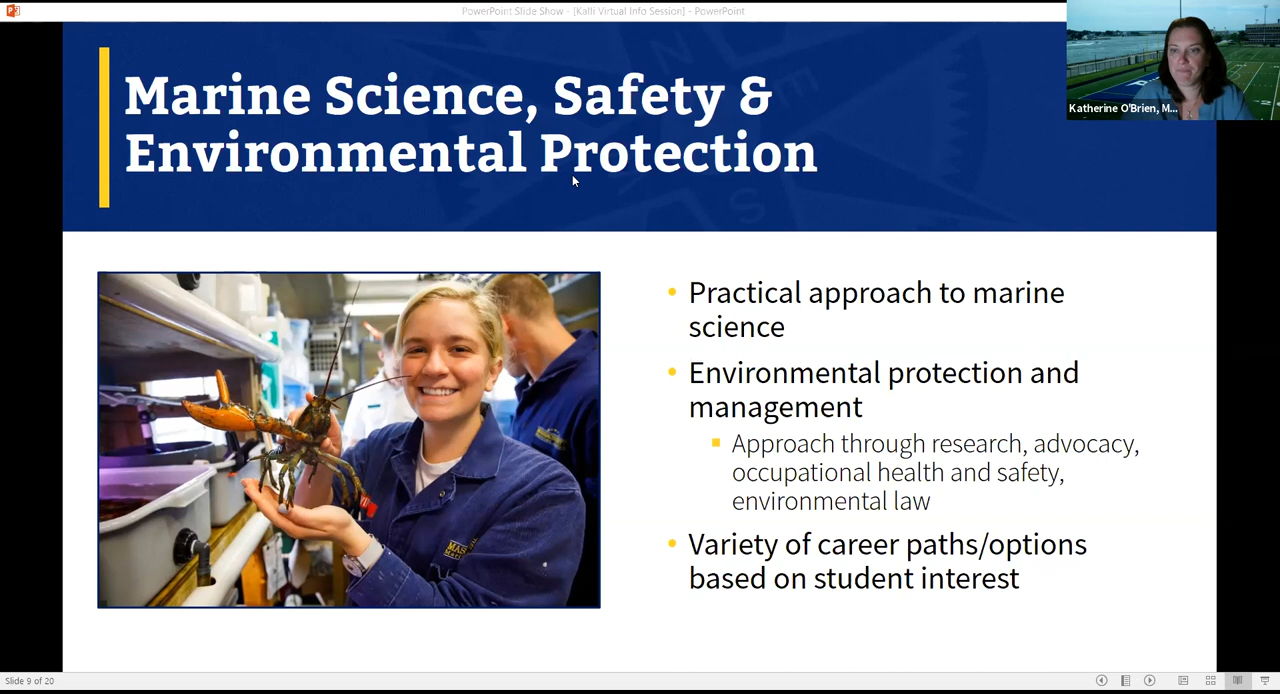 PowerPoint Slide Show - [Kalli Virtual Info Session] - PowerPoint
Katherine O'Brien, M...
Marine Science, Safety &
Environmental Protection
• Practical approach to marine
science
• Environmental protection and
management
▪ Approach through research, advocacy,
occupational health and safety,
environmental law
• Variety of career paths/options
based on student interest
Slide 9 of 20